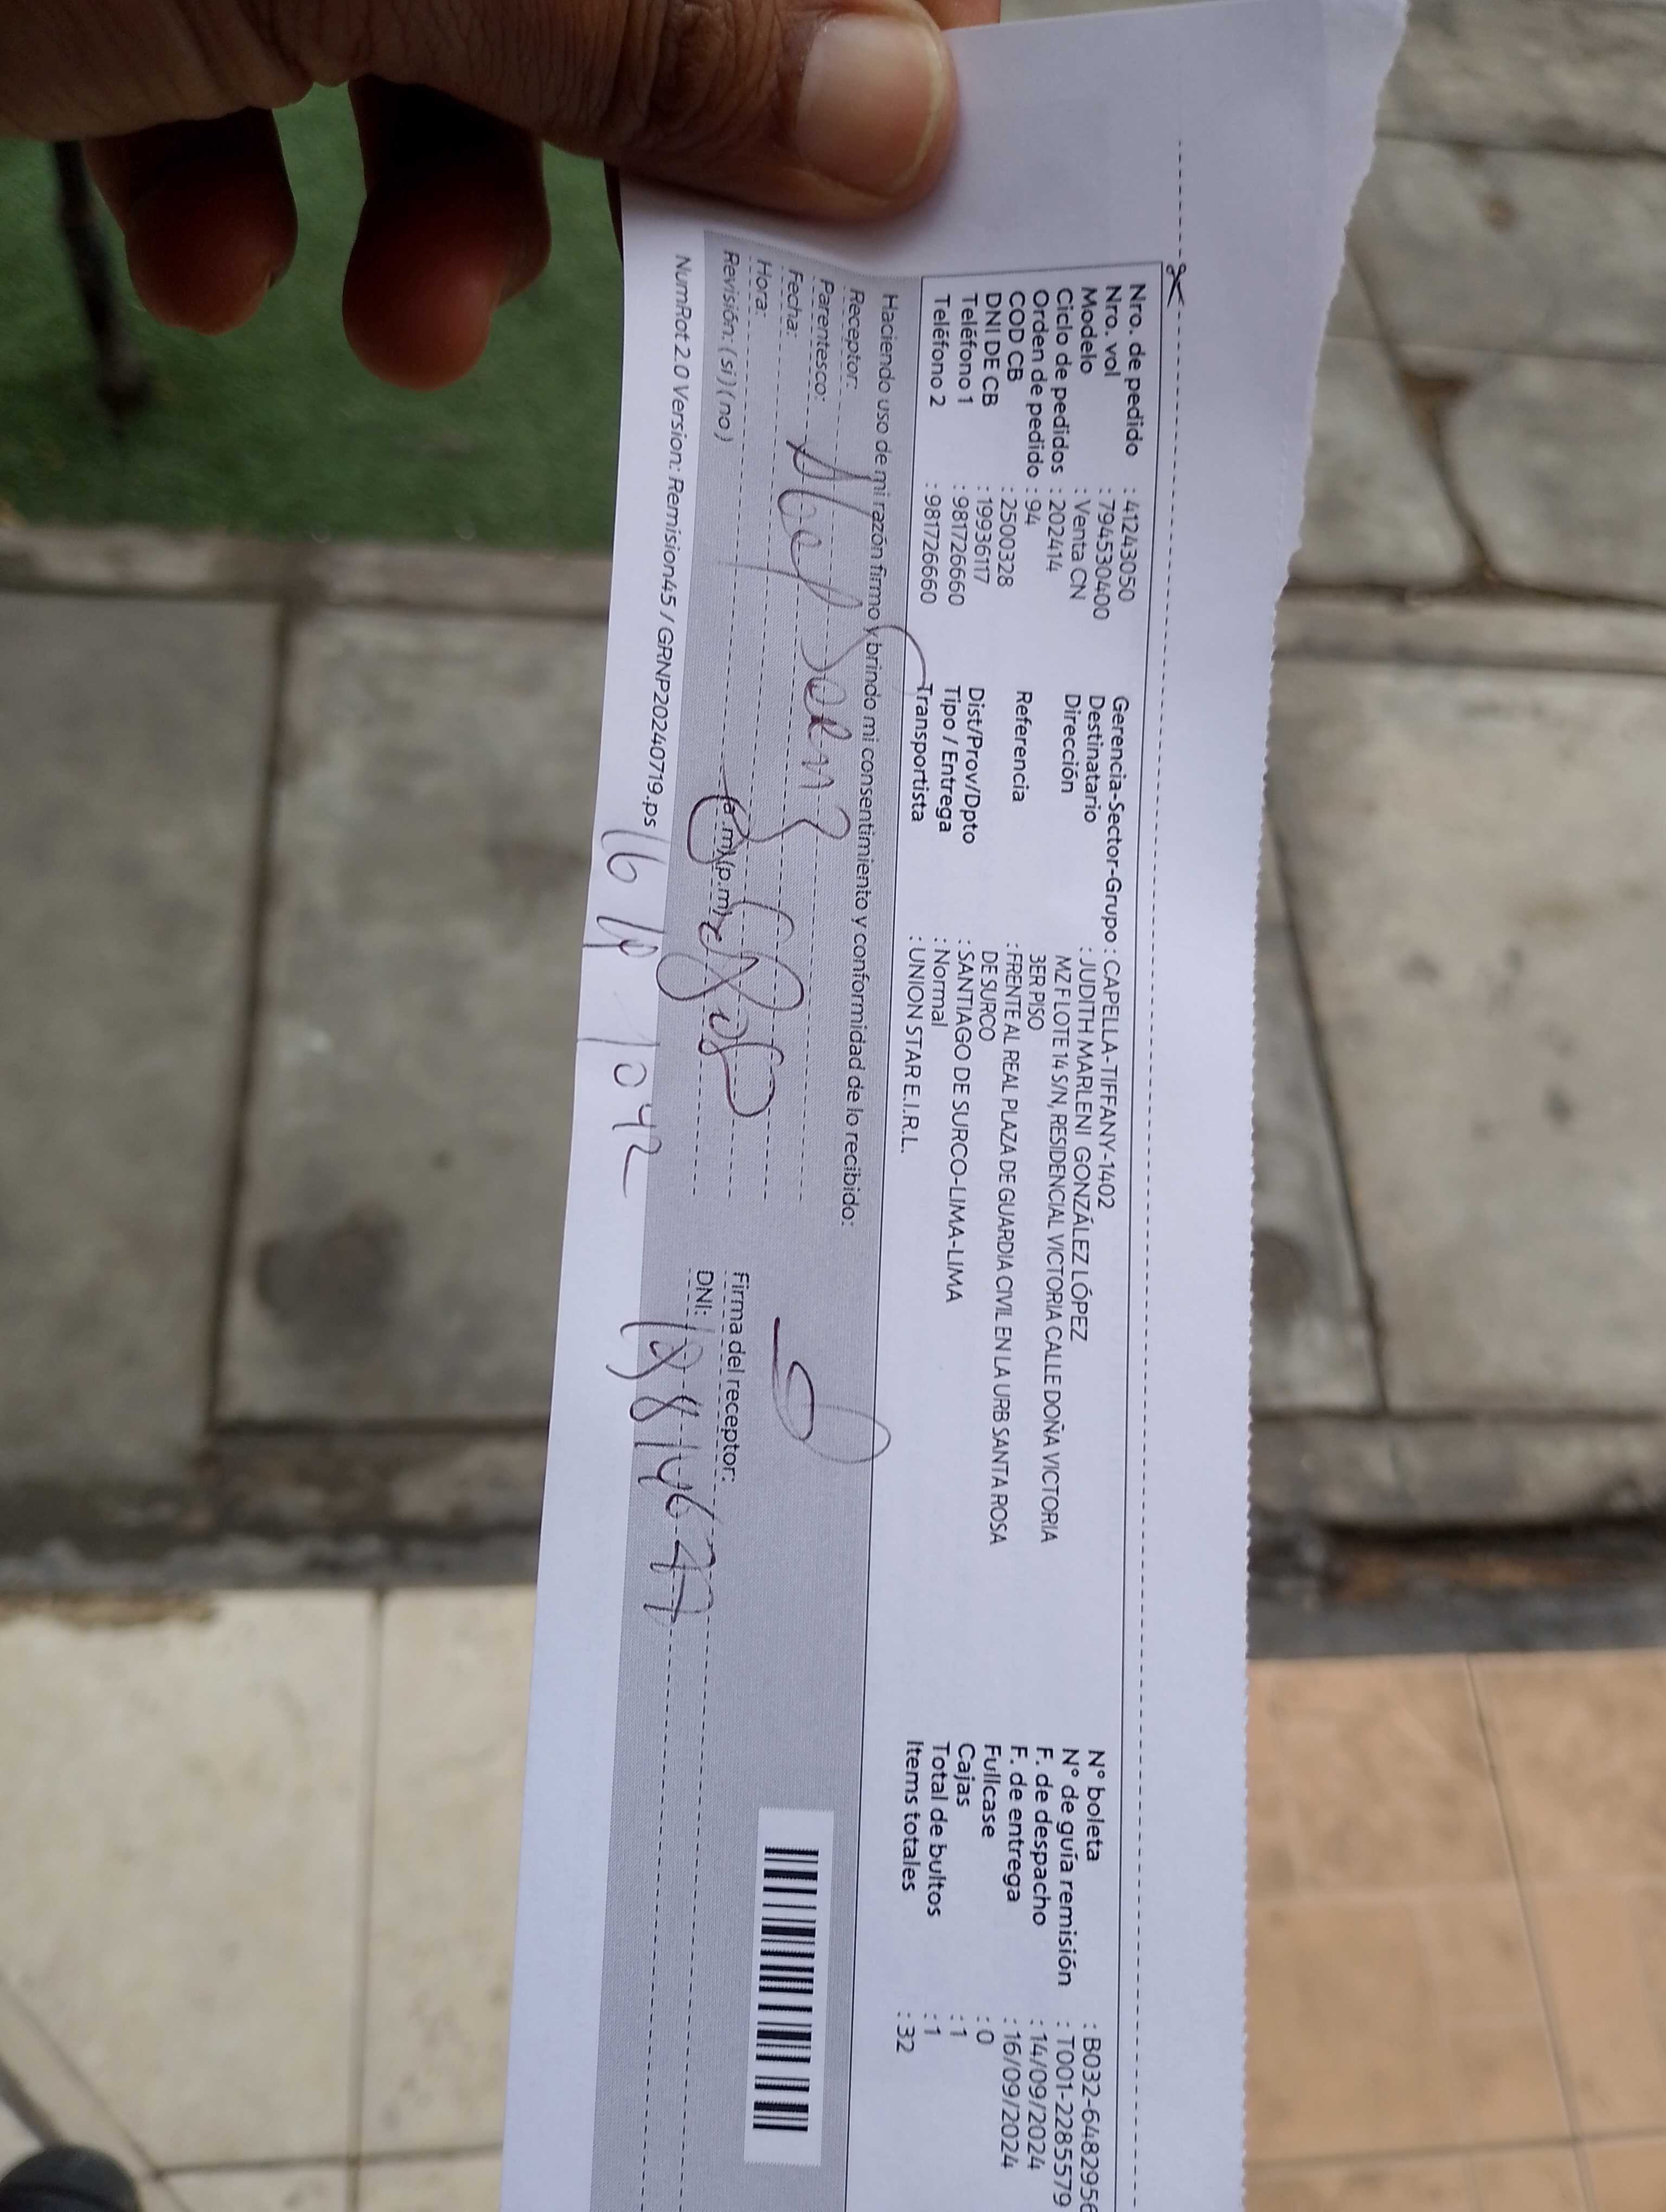 Nro. de pedido : 41243050
Nro. vol : 794530400
Modelo : Venta CN
Ciclo de pedidos : 202414
Orden de pedido : 94
COD CB : 2500328
DNI DE CB : 19936117
Teléfono 1 : 981726660
Teléfono 2 : 981726660
Gerencia-Sector-Grupo : CAPELLA-TIFFANY-1402
Destinatario : JUDITH MARLENI GONZÁLEZ LÓPEZ
Dirección MZ F LOTE 14 S/N, RESIDENCIAL VICTORIA CALLE DOÑA VICTORIA
3ER PISO
Referencia : FRENTE AL REAL PLAZA DE GUARDIA CIVIL EN LA URB SANTA ROSA
DE SURCO
Dist/Prov/Dpto : SANTIAGO DE SURCO-LIMA-LIMA
Tipo / Entrega : Normal
Transportista : UNION STAR E.I.R.L.
N° boleta : B032-6482956
N° de guía remisión : T001-2285579
F. de despacho : 14/09/2024
F. de entrega : 16/09/2024
Fullcase : 0
Cajas : 1
Total de bultos : 1
Items totales : 32
Haciendo uso de mi razón firmo y brindo mi consentimiento y conformidad de lo recibido:
Receptor:
Parentesco:
Fecha:
Hora: (a.m) (p.m)
Revisión: (si) (no)
Firma del receptor:
DNI:
NumRot 2.0 Version: Remision45 / GRNP20240719.ps